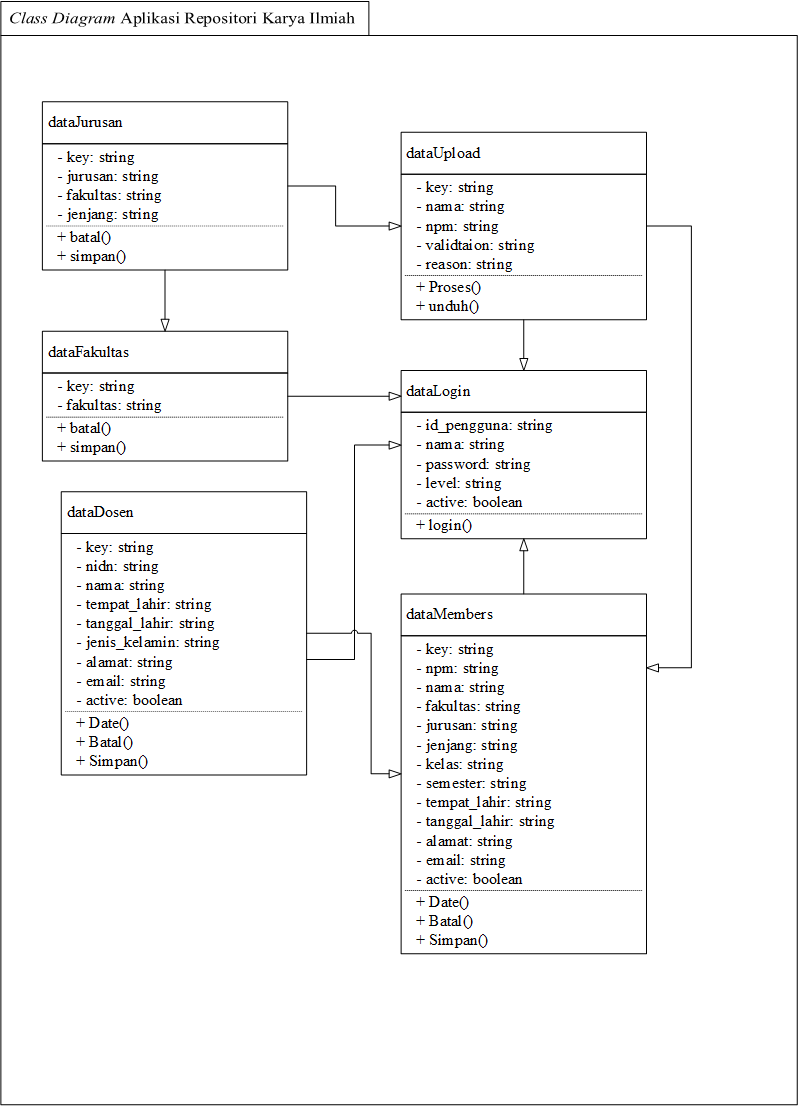 Class Diagram Aplikasi Repositori Karya Ilmiah
dataJurusan
- key: string
- jurusan: string
- fakultas: string
- jenjang: string
+ batal()
+ simpan()
dataUpload
- key: string
- nama: string
- npm: string
- validtaion: string
- reason: string
+ Proses()
+ unduh()
dataFakultas
- key: string
- fakultas: string
+ batal()
+ simpan()
dataLogin
- id_pengguna: string
- nama: string
- password: string
- level: string
- active: boolean
+ login()
dataDosen
- key: string
- nidn: string
- nama: string
- tempat_lahir: string
- tanggal_lahir: string
- jenis_kelamin: string
- alamat: string
- email: string
- active: boolean
+ Date()
+ Batal()
+ Simpan()
dataMembers
- key: string
- npm: string
- nama: string
- fakultas: string
- jurusan: string
- jenjang: string
- kelas: string
- semester: string
- tempat_lahir: string
- tanggal_lahir: string
- alamat: string
- email: string
- active: boolean
+ Date()
+ Batal()
+ Simpan()